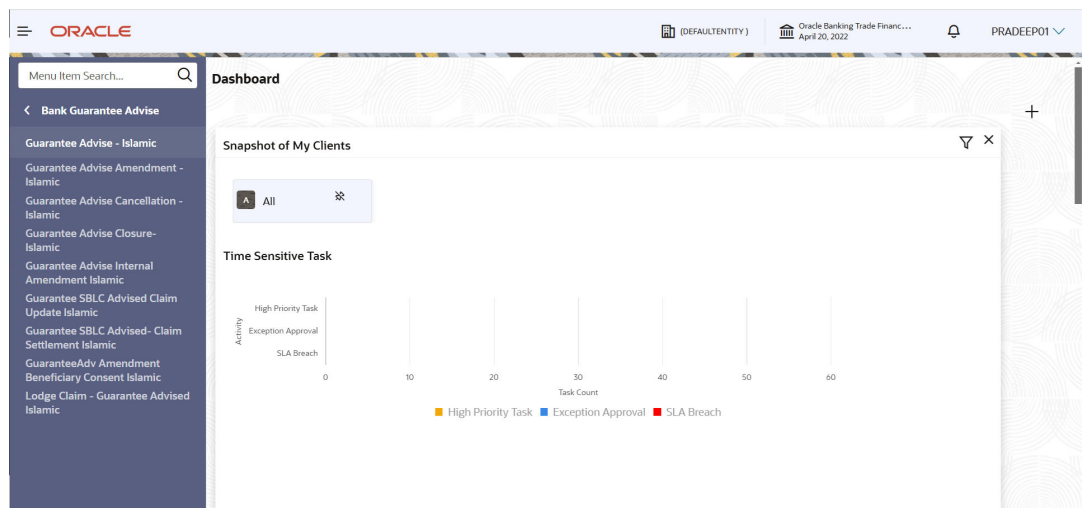 ORACLE
(DEFAULTENTITY)
Oracle Banking Trade Financ...
April 20, 2022
PRADEEP01
Menu Item Search...
Bank Guarantee Advise
Guarantee Advise - Islamic
Guarantee Advise Amendment -
Islamic
Guarantee Advise Cancellation -
Islamic
Guarantee Advise Closure-
Islamic
Guarantee Advise Internal
Amendment Islamic
Guarantee SBLC Advised Claim
Update Islamic
Guarantee SBLC Advised- Claim
Settlement Islamic
GuaranteeAdv Amendment
Beneficiary Consent Islamic
Lodge Claim - Guarantee Advised
Islamic
Dashboard
Snapshot of My Clients
A All
Time Sensitive Task
Activity
High Priority Task
Exception Approval
SLA Breach
0 10 20 30 40 50 60
Task Count
High Priority Task Exception Approval SLA Breach